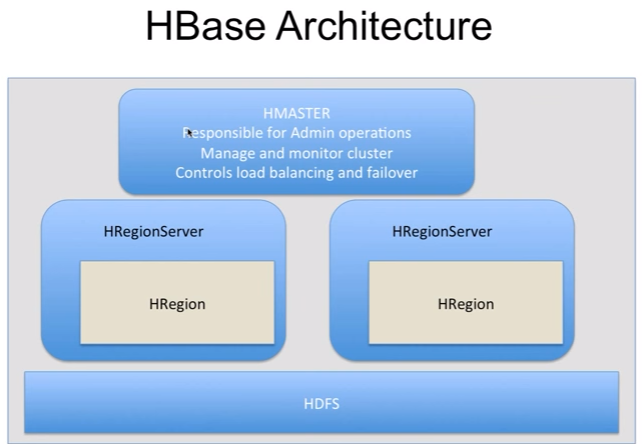 HBase Architecture
HMASTER
Responsible for Admin operations
Manage and monitor cluster
Controls load balancing and failover
HRegionServer
HRegionServer
HRegion
HRegion
HDFS